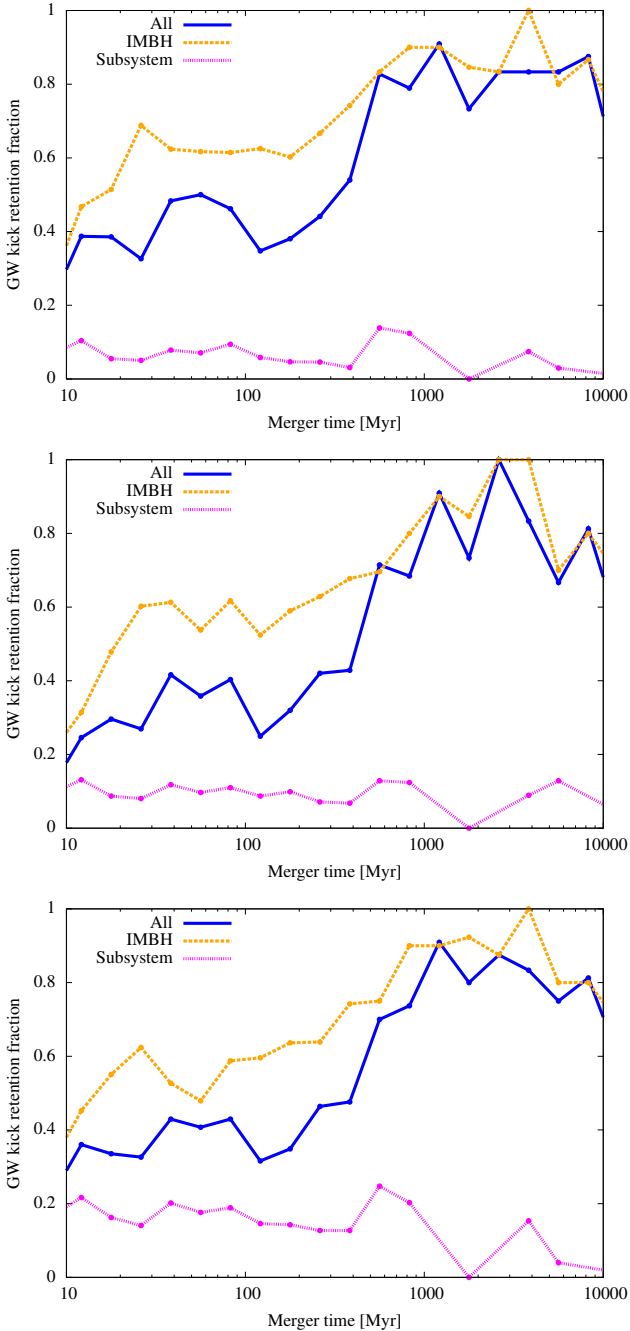 1
All
IMBH
Subsystem
0.8
0.6
0.4
0.2
0
GW kick retention fraction
10 100 1000 10000
Merger time [Myr]
1
All
IMBH
Subsystem
0.8
0.6
0.4
0.2
0
GW kick retention fraction
10 100 1000 10000
Merger time [Myr]
1
All
IMBH
Subsystem
0.8
0.6
0.4
0.2
0
GW kick retention fraction
10 100 1000 10000
Merger time [Myr]